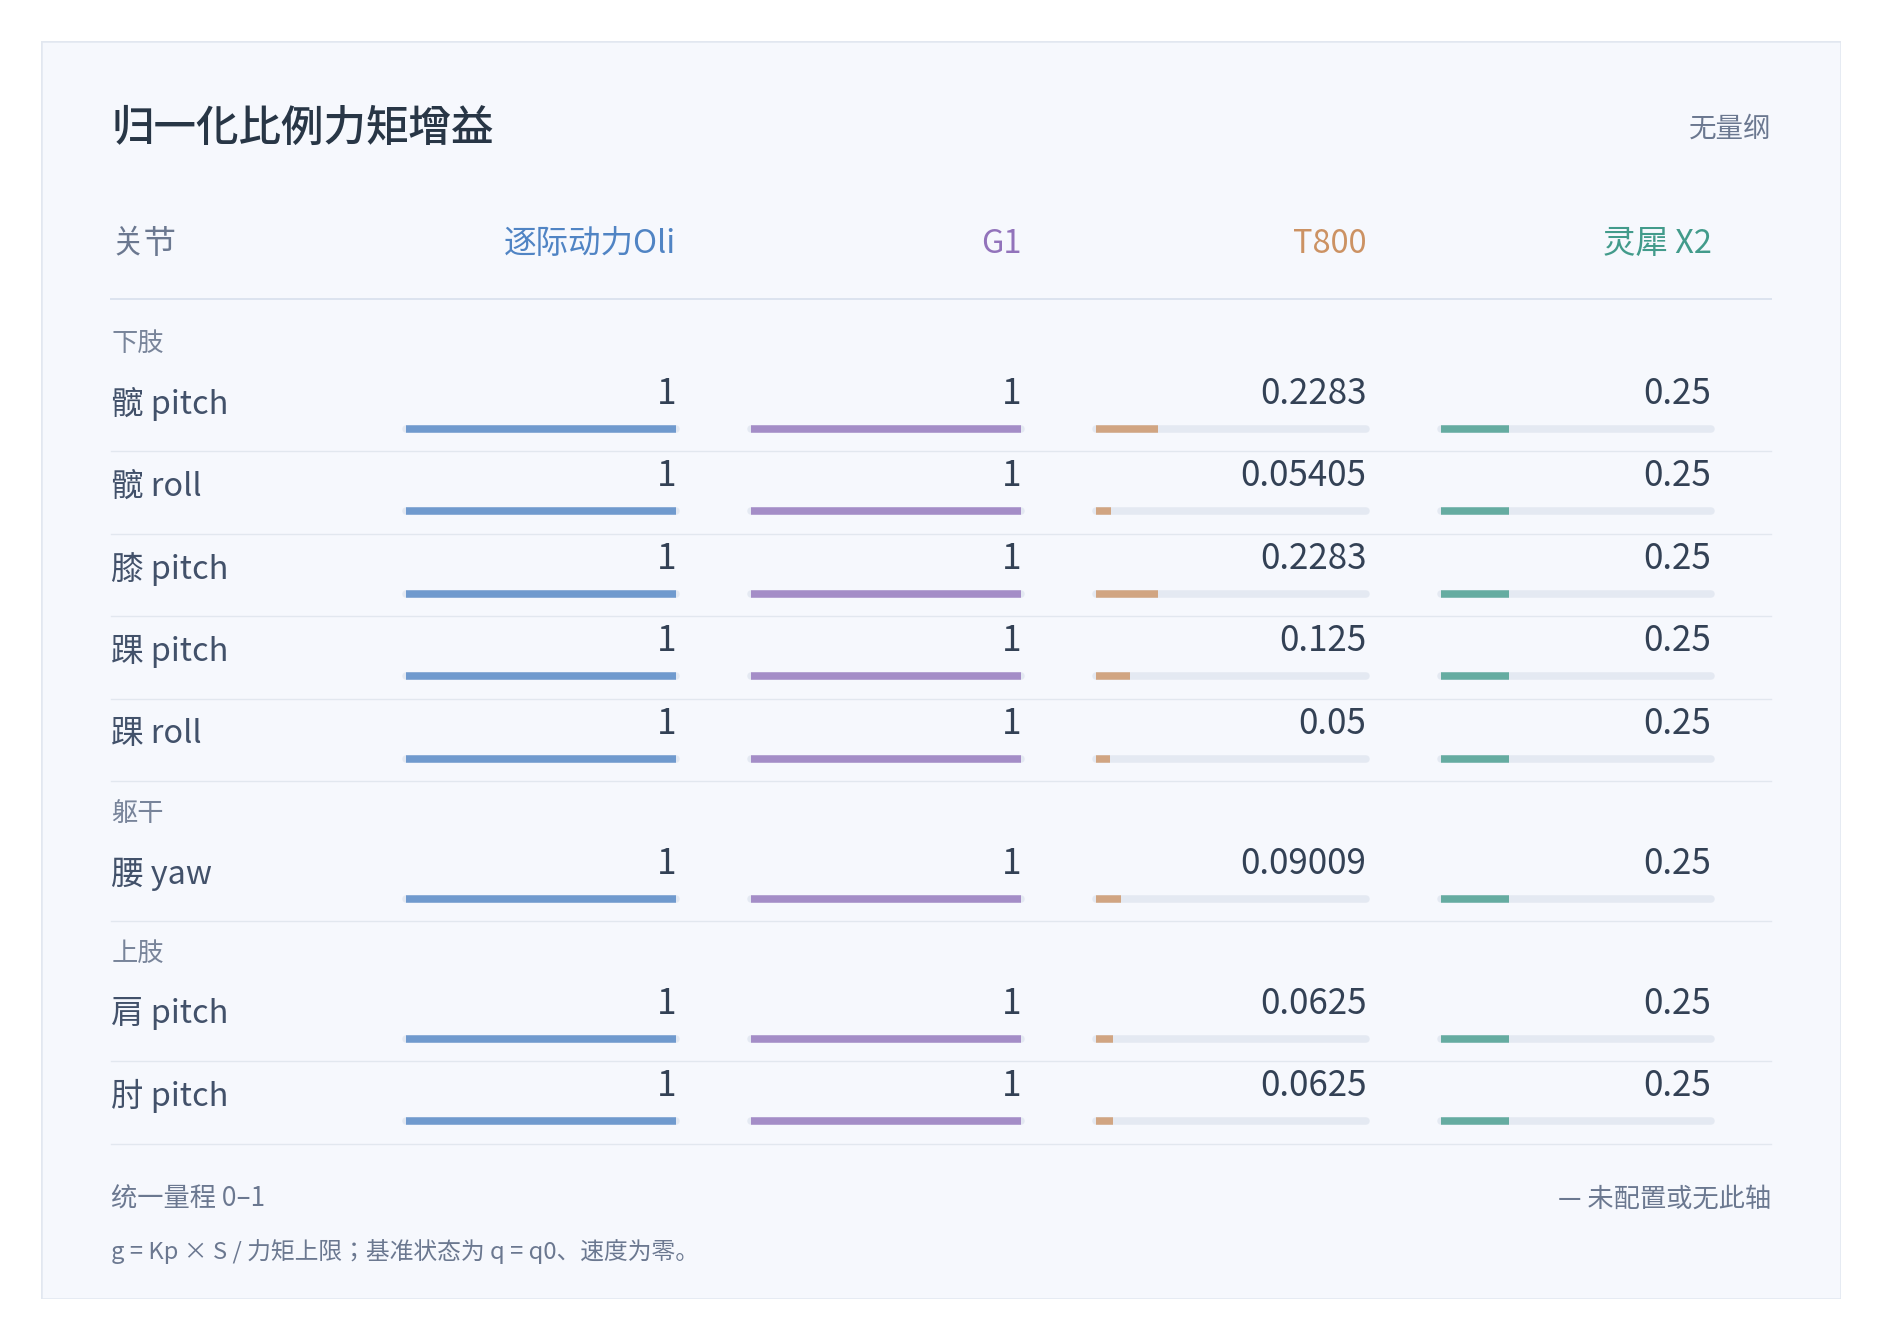 归一化比例力矩增益 无量纲
关节 逐际动力Oli G1 T800 灵犀 X2
下肢
髋 pitch 1 1 0.2283 0.25
髋 roll 1 1 0.05405 0.25
膝 pitch 1 1 0.2283 0.25
踝 pitch 1 1 0.125 0.25
踝 roll 1 1 0.05 0.25
躯干
腰 yaw 1 1 0.09009 0.25
上肢
肩 pitch 1 1 0.0625 0.25
肘 pitch 1 1 0.0625 0.25
统一量程 0–1 — 未配置或无此轴
g = Kp × S / 力矩上限；基准状态为 q = q0、速度为零。